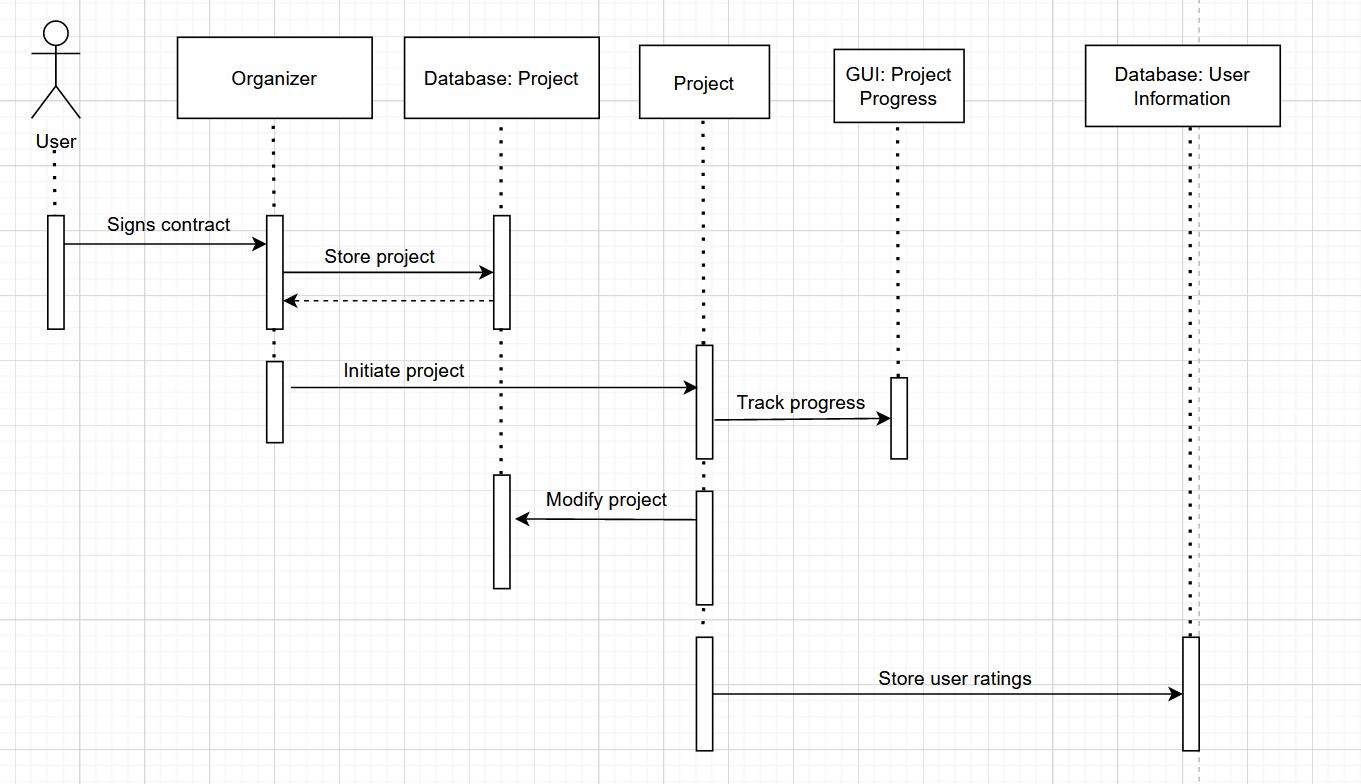 User
Organizer
Database: Project
Project
GUI: Project
Progress
Database: User
Information
Signs contract
Store project
Initiate project
Track progress
Modify project
Store user ratings